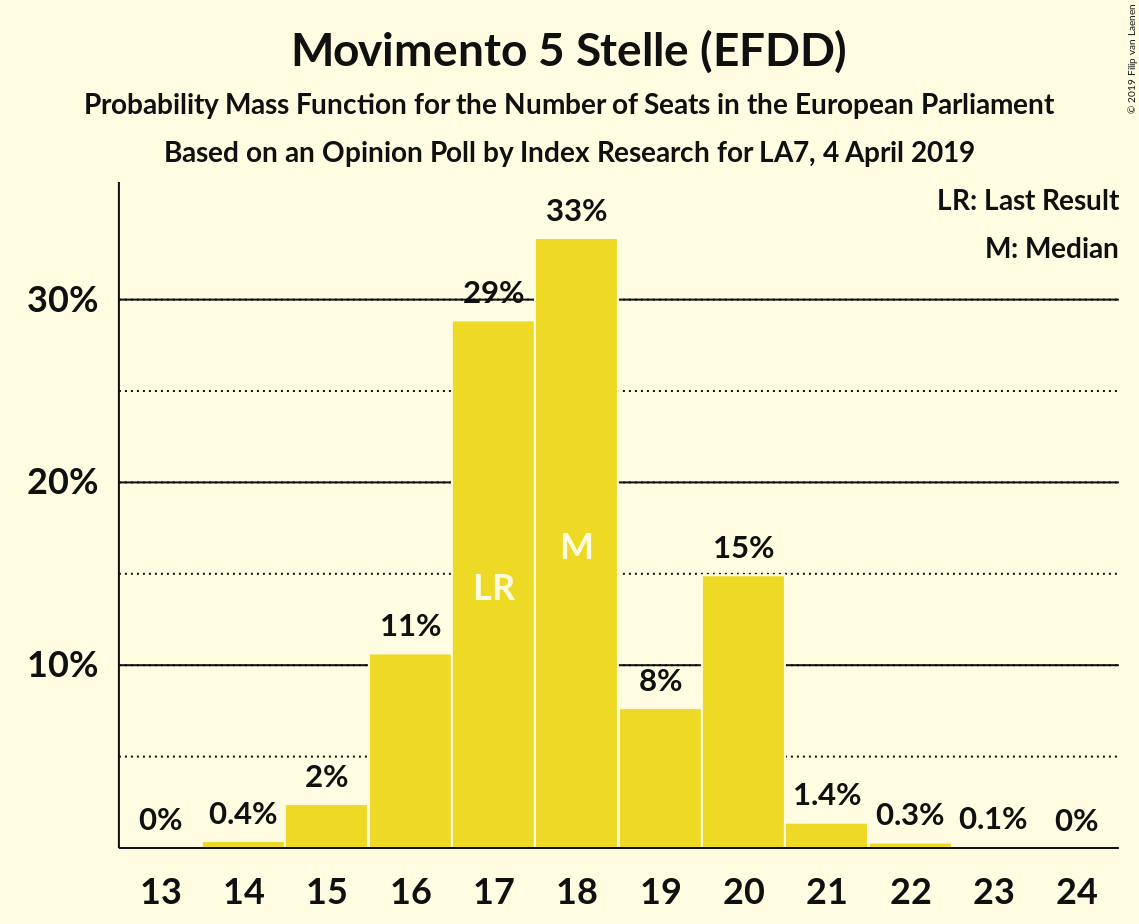 Movimento 5 Stelle (EFDD)
Probability Mass Function for the Number of Seats in the European Parliament
Based on an Opinion Poll by Index Research for LA7, 4 April 2019
© 2019 Filip van Laenen
LR: Last Result
M: Median
33%
29%
30%
20%
M
15%
LR
11%
10%
8%
2%
1.4%
0%
0.4%
0.3%
0.1%
0%
13 14 15 16 17 18 19 20 21 22 23 24